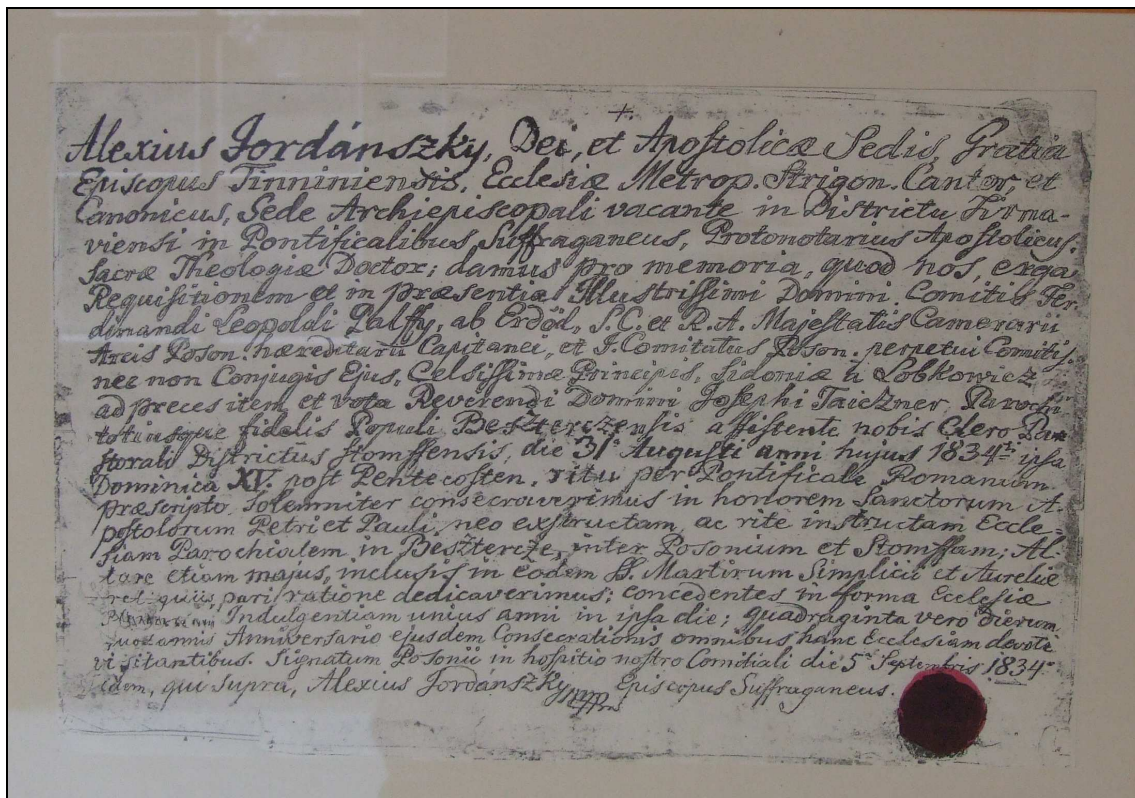 +
Alexius Jordánszky, Dei, et Apostolicæ Sedis, Gratia
Episcopus Tinniniensis, Ecclesiæ Metrop. Strigon. Cantor, et
Canonicus, Sede Archiepiscopali vacante in Districtu Tirna-
viensi in Pontificalibus Suffraganeus, Protonotarius Apostolicus;
Sacræ Theologiæ Doctor; damus pro memoria, quod nos, erga
Requisitionem et in præsentia Illustrissimi Domini Comitis Fer-
dinandi Leopoldi Palffy, ab Erdöd, S.C. et R.A. Majestatis Camerarii
Arcis Poson. hæreditarii Capitanei, et I. Comitatus Poson. perpetui Comitis,
nec non Conjugis Ejus, Celsissimæ Principis, Sidoniæ a Lobkowicz
ad preces item, et vota Reverendi Domini Josephi Taiczner Parochi
totiusque fidelis Populi Beszterczensis assistente nobis Clero Pa-
storali Districtus Stomffensis, die 31a Augusti anni hujus 1834ti ipsa
Dominica XV. post Pentecosten, ritu per Pontificale Romanum
præscripto, Solemniter consecraverimus in honorem Sanctorum A-
postolorum Petri et Pauli, neo exstructam, ac rite instructam Eccle-
siam Parochialem in Besztercze, inter Posonium et Stomffam; Al-
tare etiam majus, inclusis in eodem SS. Martirum Simplicii et Aureliæ
reliquiis, pari ratione dedicaverimus; concedentes in forma Ecclesiæ
Indulgentiam unius anni in ipsa die; quadraginta vero dierum
quotannis Anniversario ejusdem Consecrationis omnibus hanc Ecclesiam devote
visitantibus. Signatum Posonii in hospitio nostro Comitiali die 5a Septembris 1834o
idem, qui supra, Alexius Jordánszky Episcopus Suffraganeus.